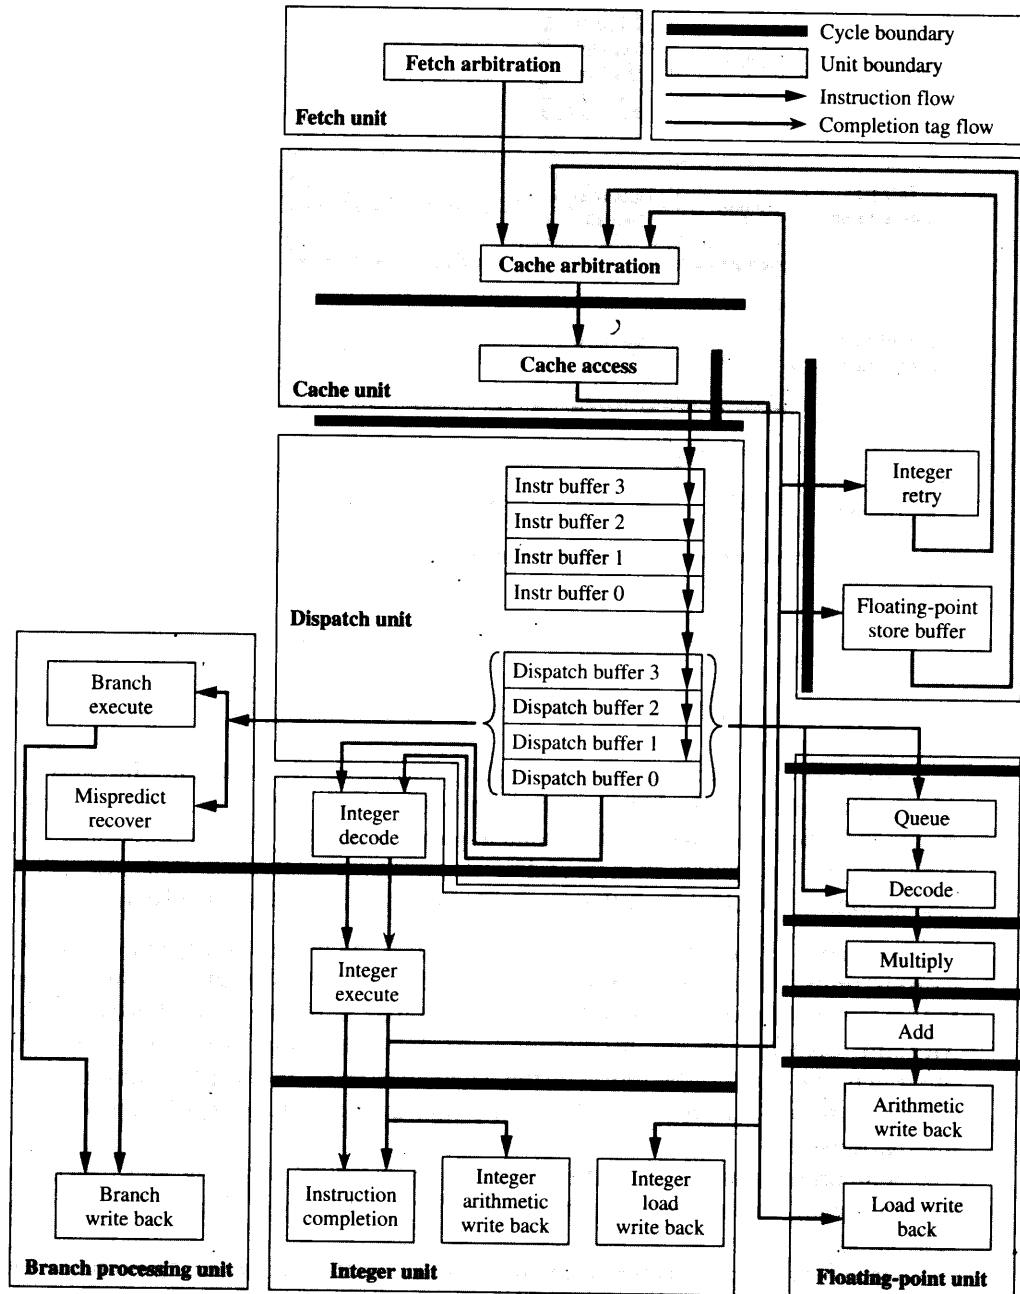 Fetch arbitration
Fetch unit
Cycle boundary
Unit boundary
Instruction flow
Completion tag flow
Cache arbitration
Cache access
Cache unit
Integer
retry
Floating-point
store buffer
Instr buffer 3
Instr buffer 2
Instr buffer 1
Instr buffer 0
Dispatch unit
Dispatch buffer 3
Dispatch buffer 2
Dispatch buffer 1
Dispatch buffer 0
Branch
execute
Mispredict
recover
Integer
decode
Integer
execute
Queue
Decode
Multiply
Add
Arithmetic
write back
Branch
write back
Instruction
completion
Integer
arithmetic
write back
Integer
load
write back
Load write
back
Branch processing unit
Integer unit
Floating-point unit